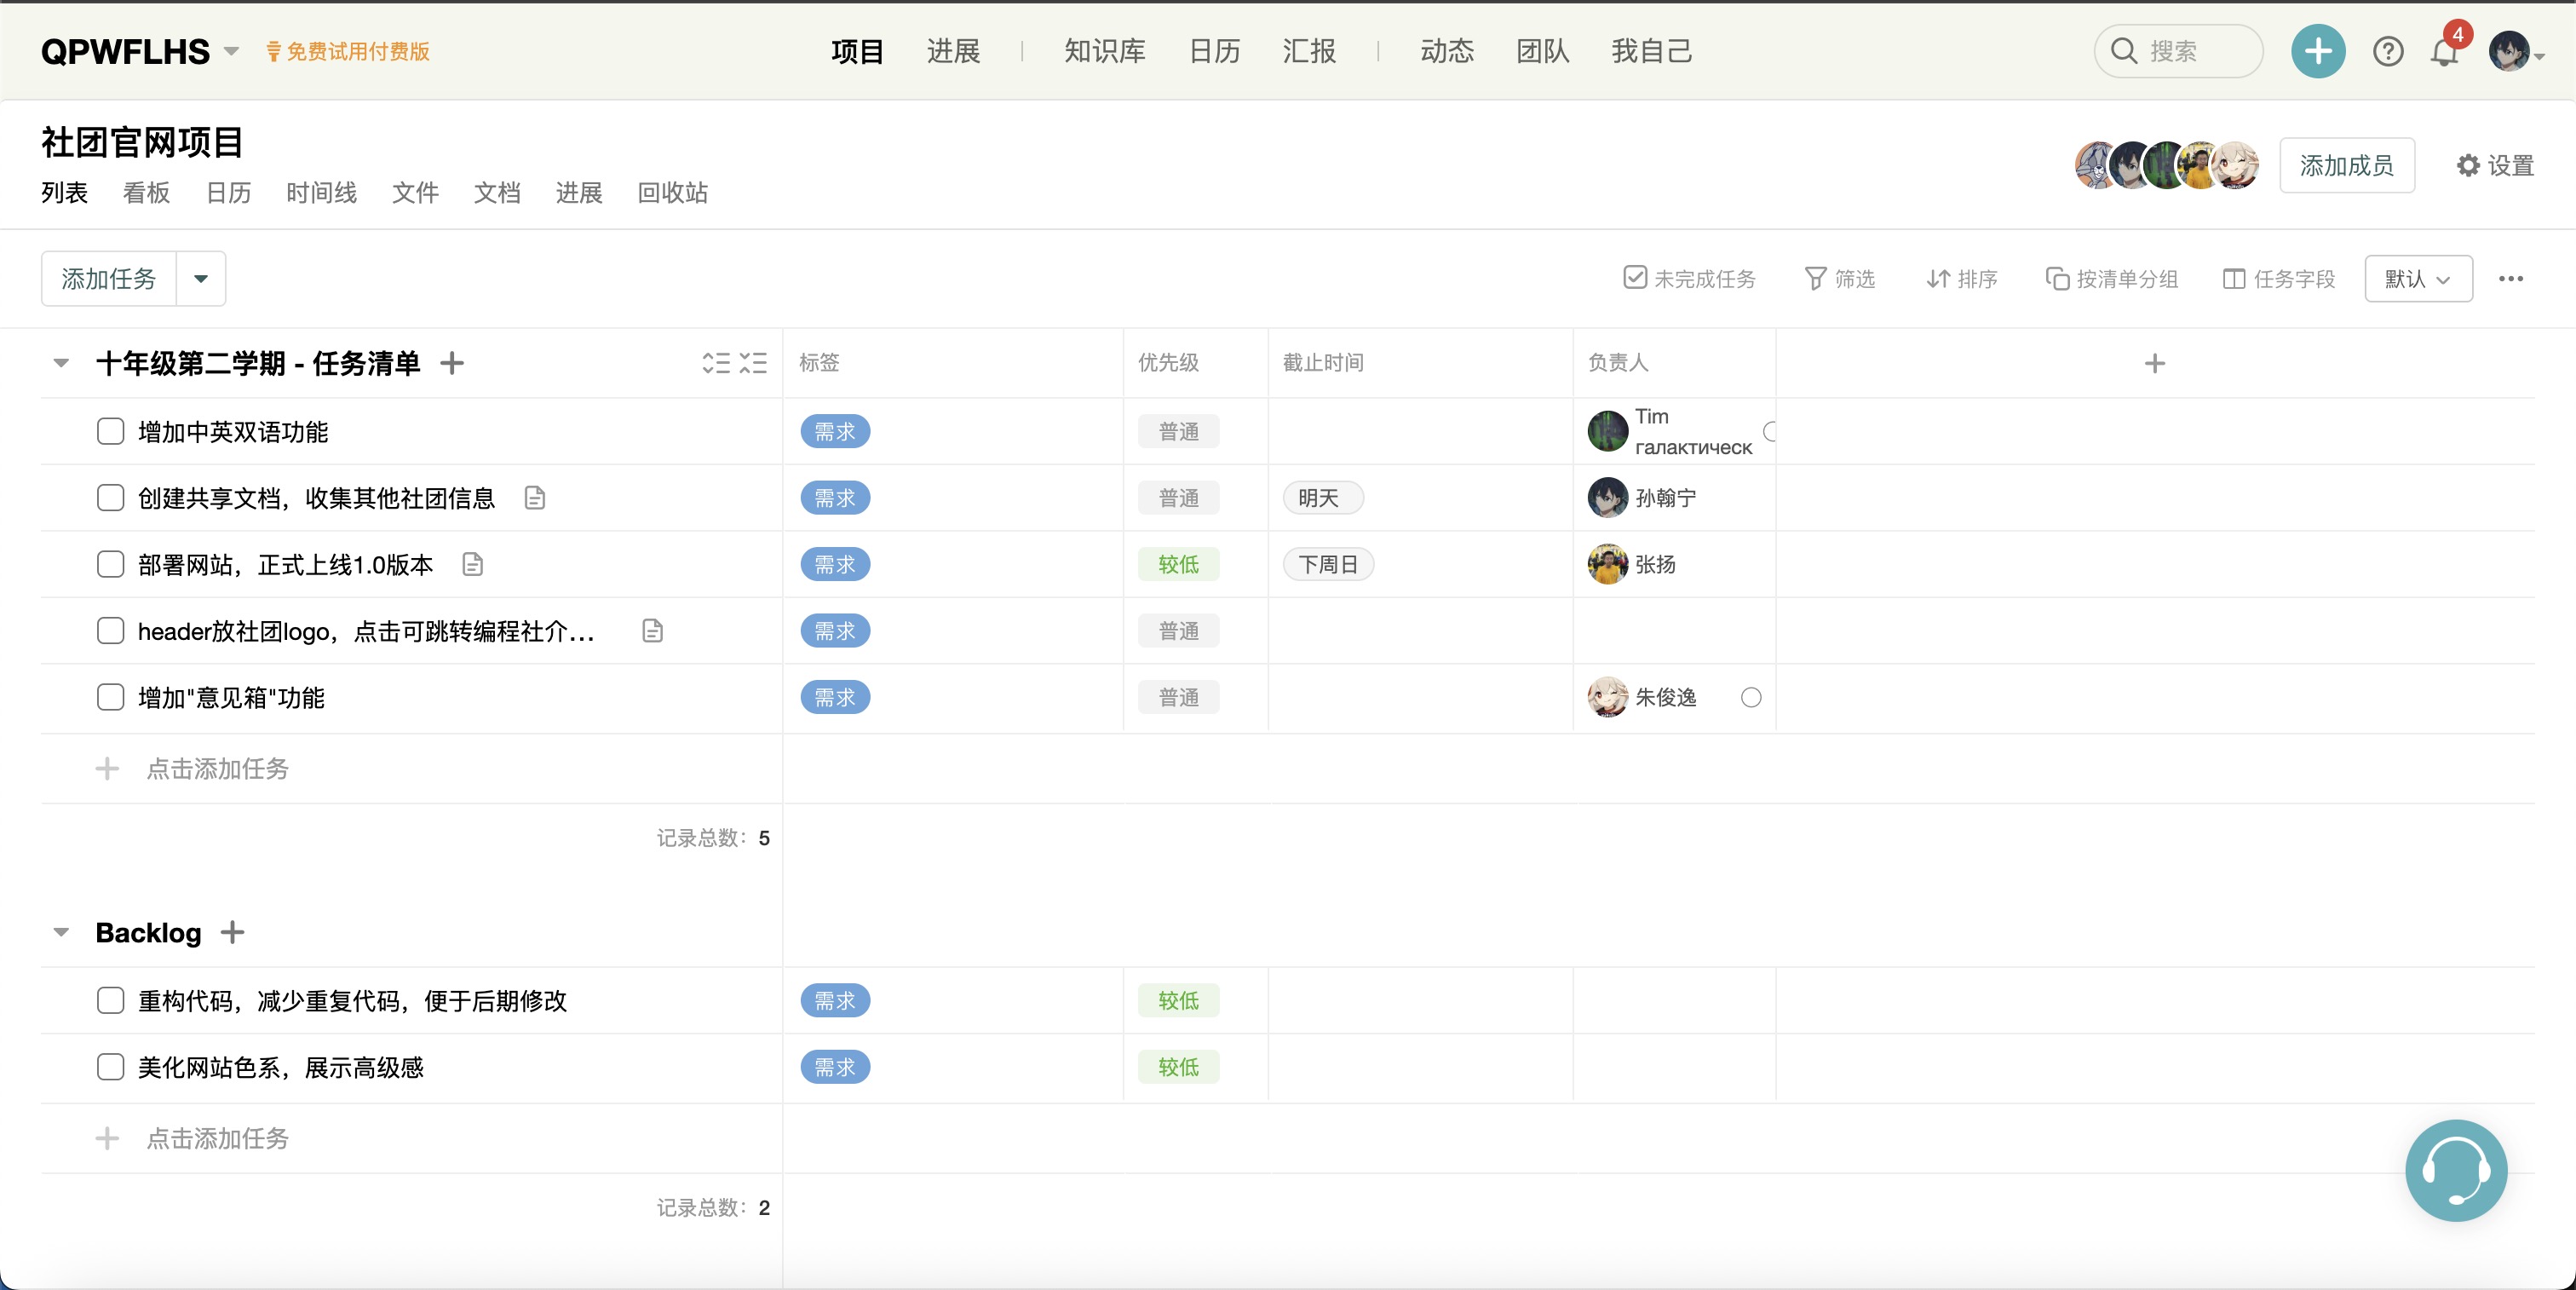 QPWFLHS 免费试用付费版 项目 进展 知识库 日历 汇报 动态 团队 我自己 搜索 4
社团官网项目
列表 看板 日历 时间线 文件 文档 进展 回收站 添加成员 设置
添加任务 未完成任务 筛选 排序 按清单分组 任务字段 默认
十年级第二学期 - 任务清单 标签 优先级 截止时间 负责人
增加中英双语功能 需求 普通 Tim
галактическ
创建共享文档，收集其他社团信息 需求 普通 明天 孙翰宁
部署网站，正式上线1.0版本 需求 较低 下周日 张扬
header放社团logo，点击可跳转编程社介... 需求 普通
增加"意见箱"功能 需求 普通 朱俊逸
点击添加任务
记录总数：5
Backlog
重构代码，减少重复代码，便于后期修改 需求 较低
美化网站色系，展示高级感 需求 较低
点击添加任务
记录总数：2